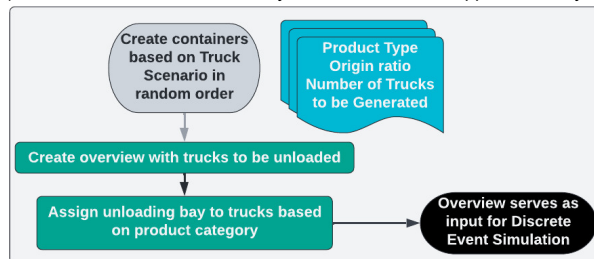 Create containers
based on Truck
Scenario in
random order
Product Type
Origin ratio
Number of Trucks
to be Generated
Create overview with trucks to be unloaded
Assign unloading bay to trucks based
on product category
Overview serves as
input for Discrete
Event Simulation